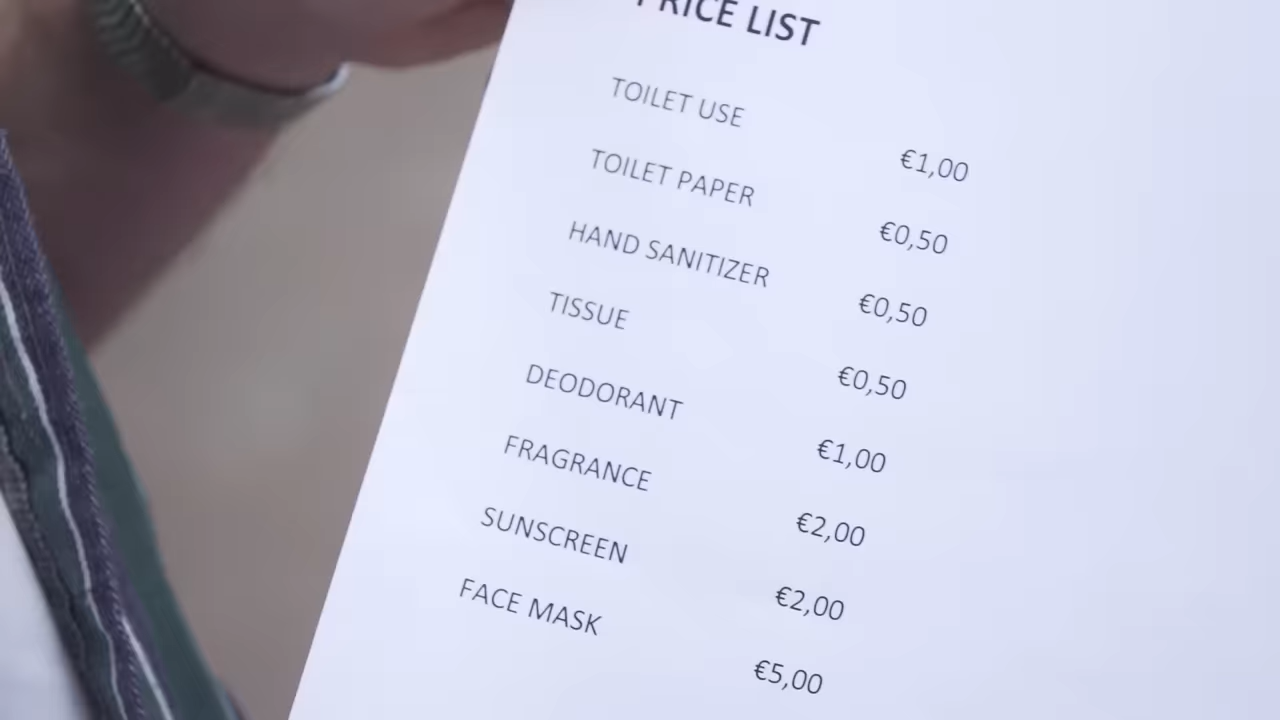 PRICE LIST
TOILET USE €1,00
TOILET PAPER €0,50
HAND SANITIZER €0,50
TISSUE €0,50
DEODORANT €1,00
FRAGRANCE €2,00
SUNSCREEN €2,00
FACE MASK €5,00